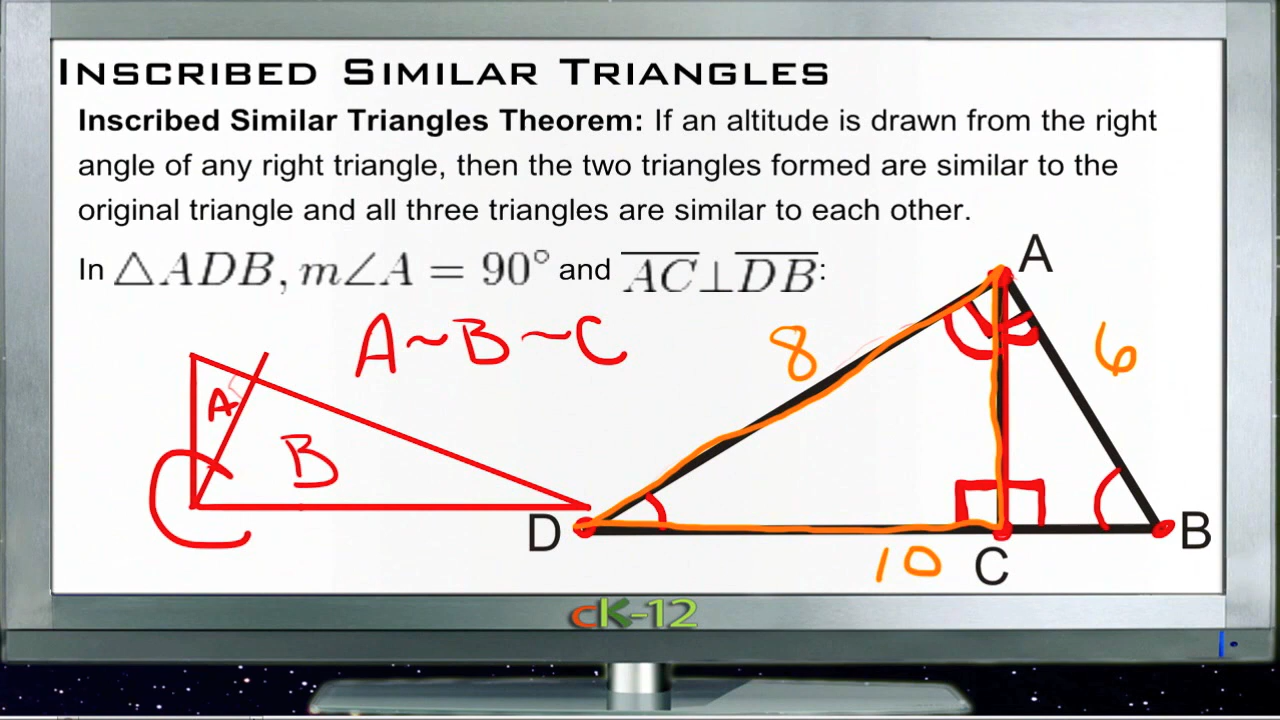 INSCRIBED SIMILAR TRIANGLES
Inscribed Similar Triangles Theorem: If an altitude is drawn from the right
angle of any right triangle, then the two triangles formed are similar to the
original triangle and all three triangles are similar to each other.
In △ADB, m∠A = 90° and A̅C̅⊥D̅B̅:
A~B~C
A
8
6
A
B
C
D
B
10
C
cK-12